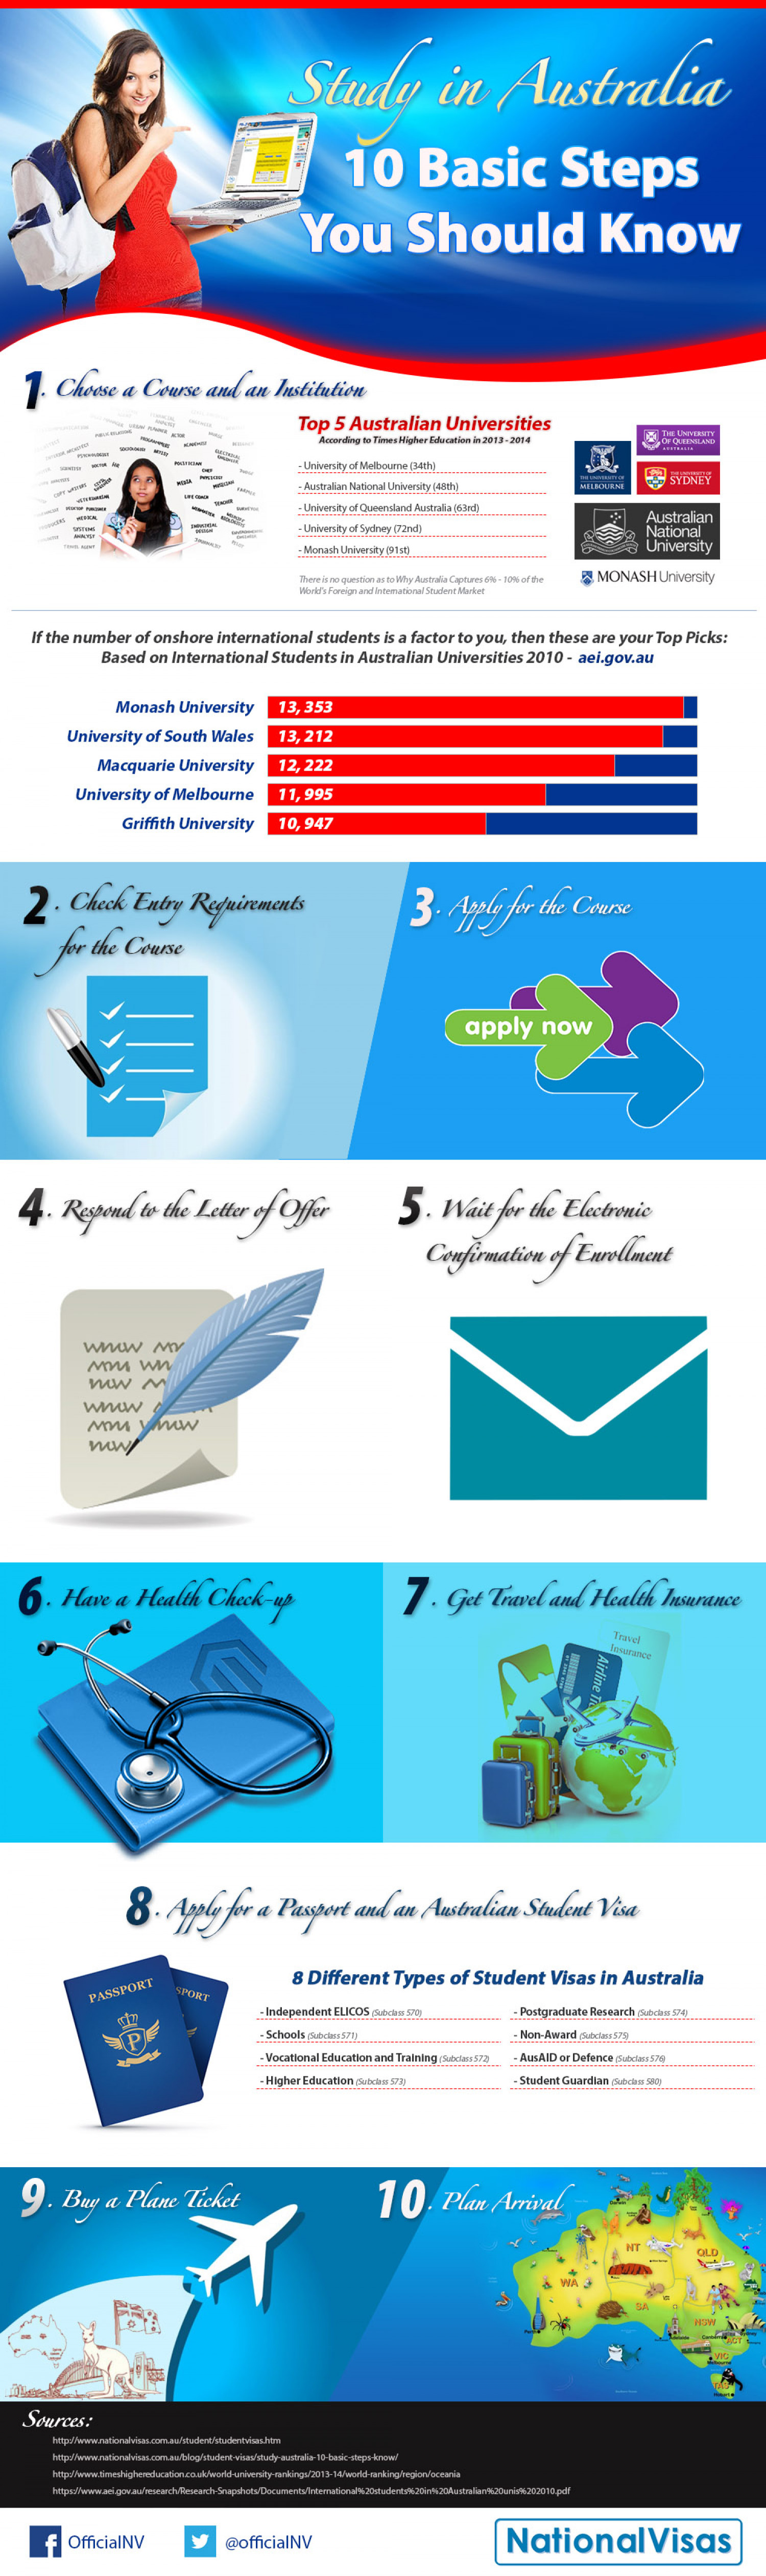 Study in Australia
10 Basic Steps
You Should Know
1. Choose a Course and an Institution
Top 5 Australian Universities
According to Times Higher Education in 2013 - 2014
- University of Melbourne (34th)
- Australian National University (48th)
- University of Queensland Australia (63rd)
- University of Sydney (72nd)
- Monash University (91st)
There is no question as to Why Australia Captures 6% - 10% of the
World's Foreign and International Student Market
THE UNIVERSITY OF
MELBOURNE
THE UNIVERSITY
OF QUEENSLAND
AUSTRALIA
THE UNIVERSITY OF
SYDNEY
Australian
National
University
MONASH University
If the number of onshore international students is a factor to you, then these are your Top Picks:
Based on International Students in Australian Universities 2010 - aei.gov.au
Monash University 13, 353
University of South Wales 13, 212
Macquarie University 12, 222
University of Melbourne 11, 995
Griffith University 10, 947
2. Check Entry Requirements
for the Course
3. Apply for the Course
apply now
4. Respond to the Letter of Offer
5. Wait for the Electronic
Confirmation of Enrollment
6. Have a Health Check-up
7. Get Travel and Health Insurance
Travel
Insurance
8. Apply for a Passport and an Australian Student Visa
PASSPORT
8 Different Types of Student Visas in Australia
- Independent ELICOS (Subclass 570)
- Schools (Subclass 571)
- Vocational Education and Training (Subclass 572)
- Higher Education (Subclass 573)
- Postgraduate Research (Subclass 574)
- Non-Award (Subclass 575)
- AusAID or Defence (Subclass 576)
- Student Guardian (Subclass 580)
9. Buy a Plane Ticket
10. Plan Arrival
NT
QLD
WA
SA
NSW
ACT
VIC
TAS
Sources:
http://www.nationalvisas.com.au/student/studentvisas.htm
http://www.nationalvisas.com.au/blog/student-visas/study-australia-10-basic-steps-know/
http://www.timeshighereducation.co.uk/world-university-rankings/2013-14/world-ranking/region/oceania
https://www.aei.gov.au/research/Research-Snapshots/Documents/International%20students%20in%20Australian%20unis%202010.pdf
OfficialNV
@officialNV
NationalVisas